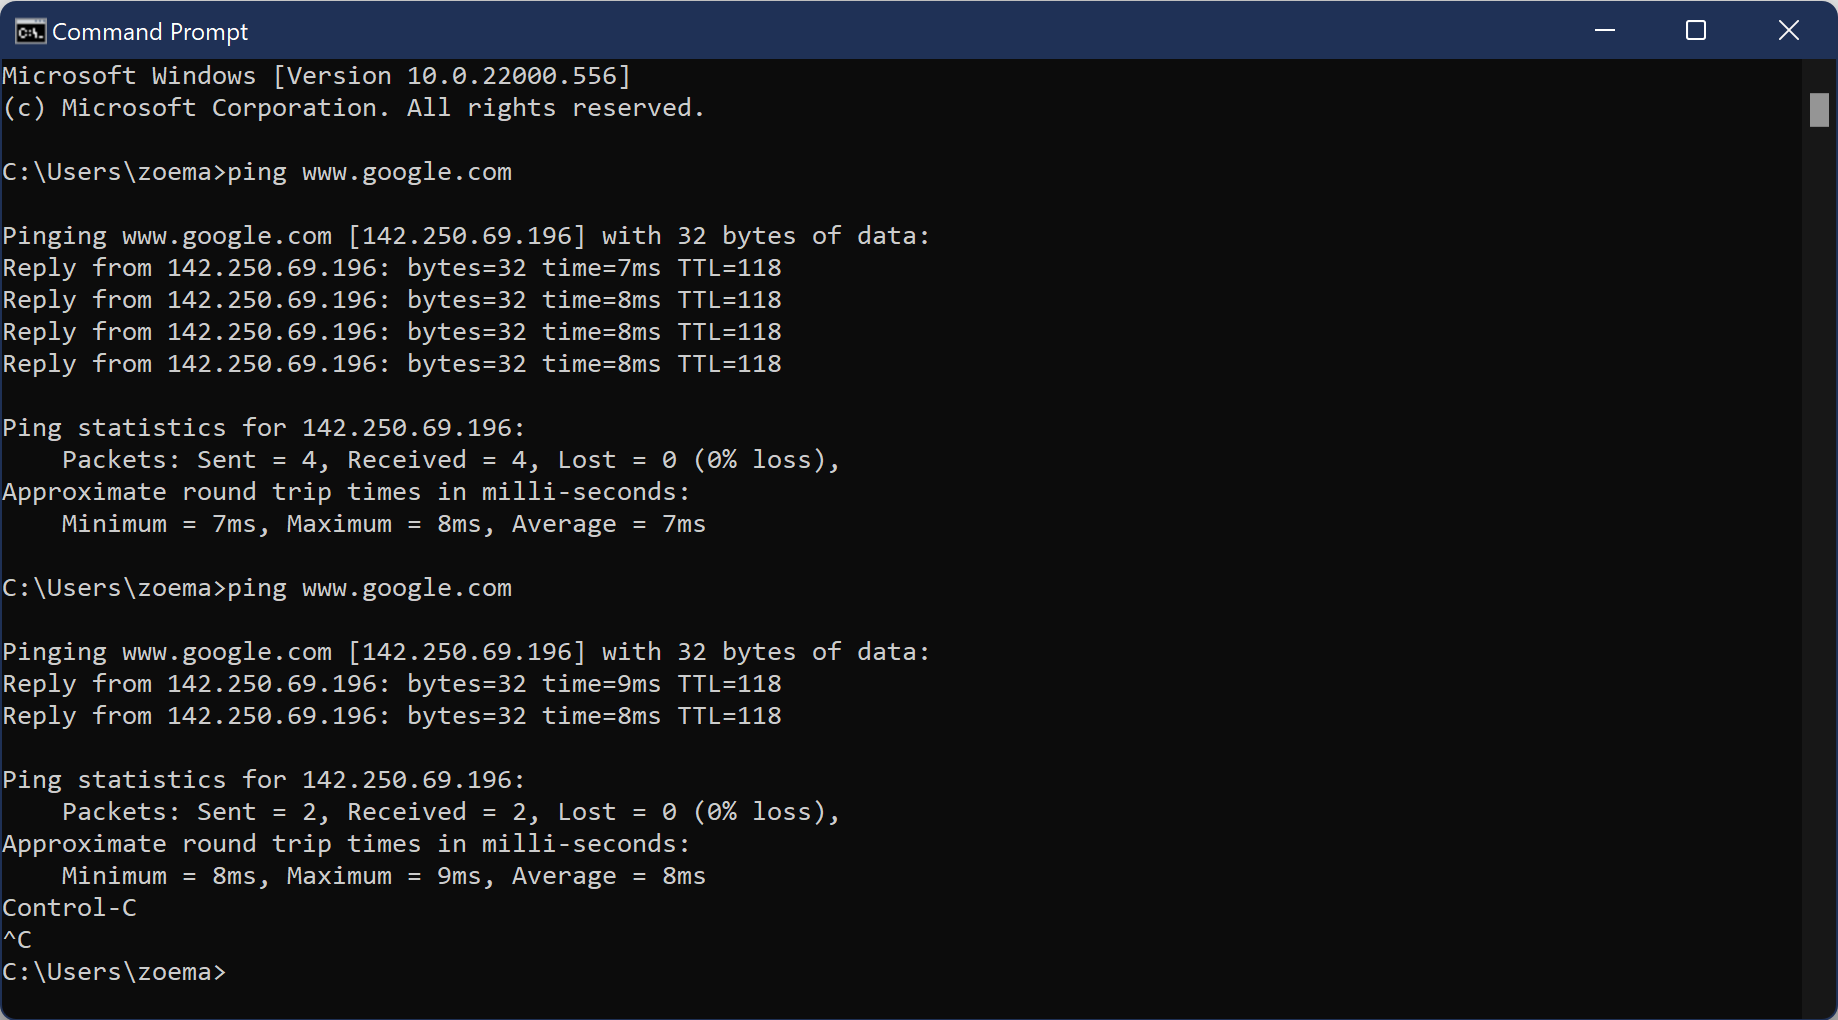 C:\. Command Prompt
Microsoft Windows [Version 10.0.22000.556]
(c) Microsoft Corporation. All rights reserved.

C:\Users\zoema>ping www.google.com

Pinging www.google.com [142.250.69.196] with 32 bytes of data:
Reply from 142.250.69.196: bytes=32 time=7ms TTL=118
Reply from 142.250.69.196: bytes=32 time=8ms TTL=118
Reply from 142.250.69.196: bytes=32 time=8ms TTL=118
Reply from 142.250.69.196: bytes=32 time=8ms TTL=118

Ping statistics for 142.250.69.196:
    Packets: Sent = 4, Received = 4, Lost = 0 (0% loss),
Approximate round trip times in milli-seconds:
    Minimum = 7ms, Maximum = 8ms, Average = 7ms

C:\Users\zoema>ping www.google.com

Pinging www.google.com [142.250.69.196] with 32 bytes of data:
Reply from 142.250.69.196: bytes=32 time=9ms TTL=118
Reply from 142.250.69.196: bytes=32 time=8ms TTL=118

Ping statistics for 142.250.69.196:
    Packets: Sent = 2, Received = 2, Lost = 0 (0% loss),
Approximate round trip times in milli-seconds:
    Minimum = 8ms, Maximum = 9ms, Average = 8ms
Control-C
^C
C:\Users\zoema>